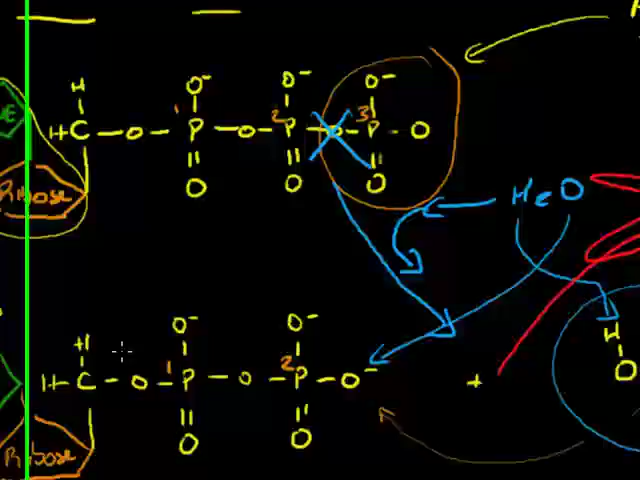 H O⁻ O⁻ O⁻
1 2 3
H C - O - P - O - P - O - P - O
O O O
Ribose
H2O
H O⁻ O⁻ H
1 2
H - C - O - P - O - P - O⁻ + O
O O
Ribose